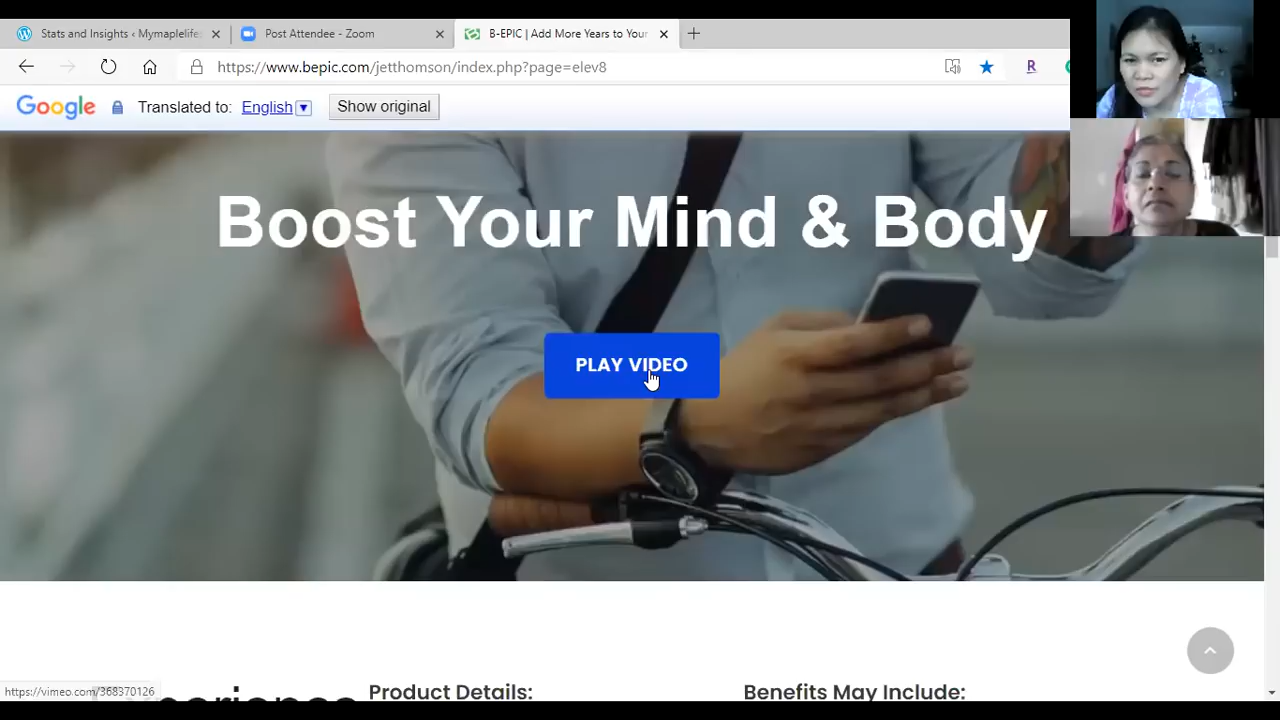 Stats and Insights ‹ Mymaplelife
Post Attendee - Zoom
B-EPIC | Add More Years to Your
https://www.bepic.com/jetthomson/index.php?page=elev8
R
Google
Translated to:
English
Show original
Boost Your Mind & Body
PLAY VIDEO
https://vimeo.com/368370126
Product Details:
Benefits May Include: